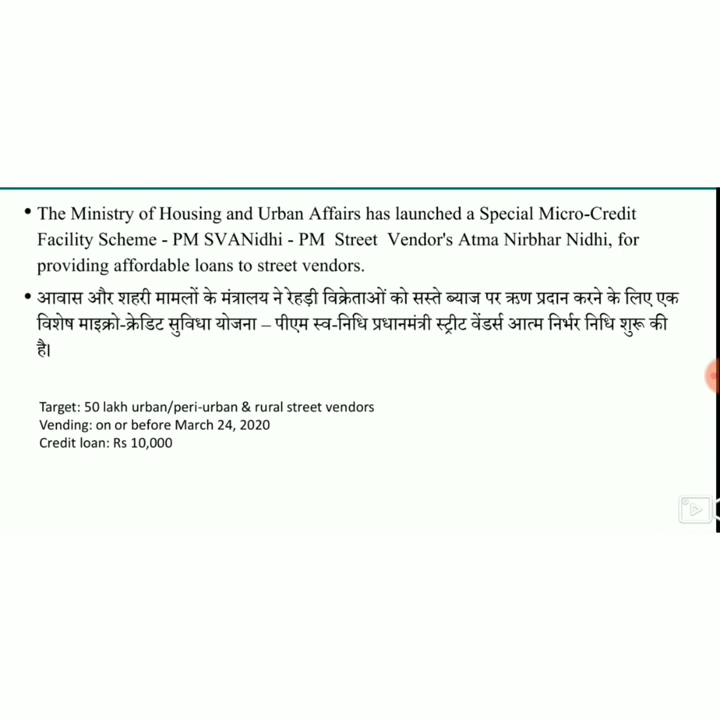 • The Ministry of Housing and Urban Affairs has launched a Special Micro-Credit
Facility Scheme - PM SVANidhi - PM Street Vendor's Atma Nirbhar Nidhi, for
providing affordable loans to street vendors.
• आवास और शहरी मामलों के मंत्रालय ने रेहड़ी विक्रेताओं को सस्ते ब्याज पर ऋण प्रदान करने के लिए एक
विशेष माइक्रो-क्रेडिट सुविधा योजना – पीएम स्व-निधि प्रधानमंत्री स्ट्रीट वेंडर्स आत्म निर्भर निधि शुरू की
है।
Target: 50 lakh urban/peri-urban & rural street vendors
Vending: on or before March 24, 2020
Credit loan: Rs 10,000